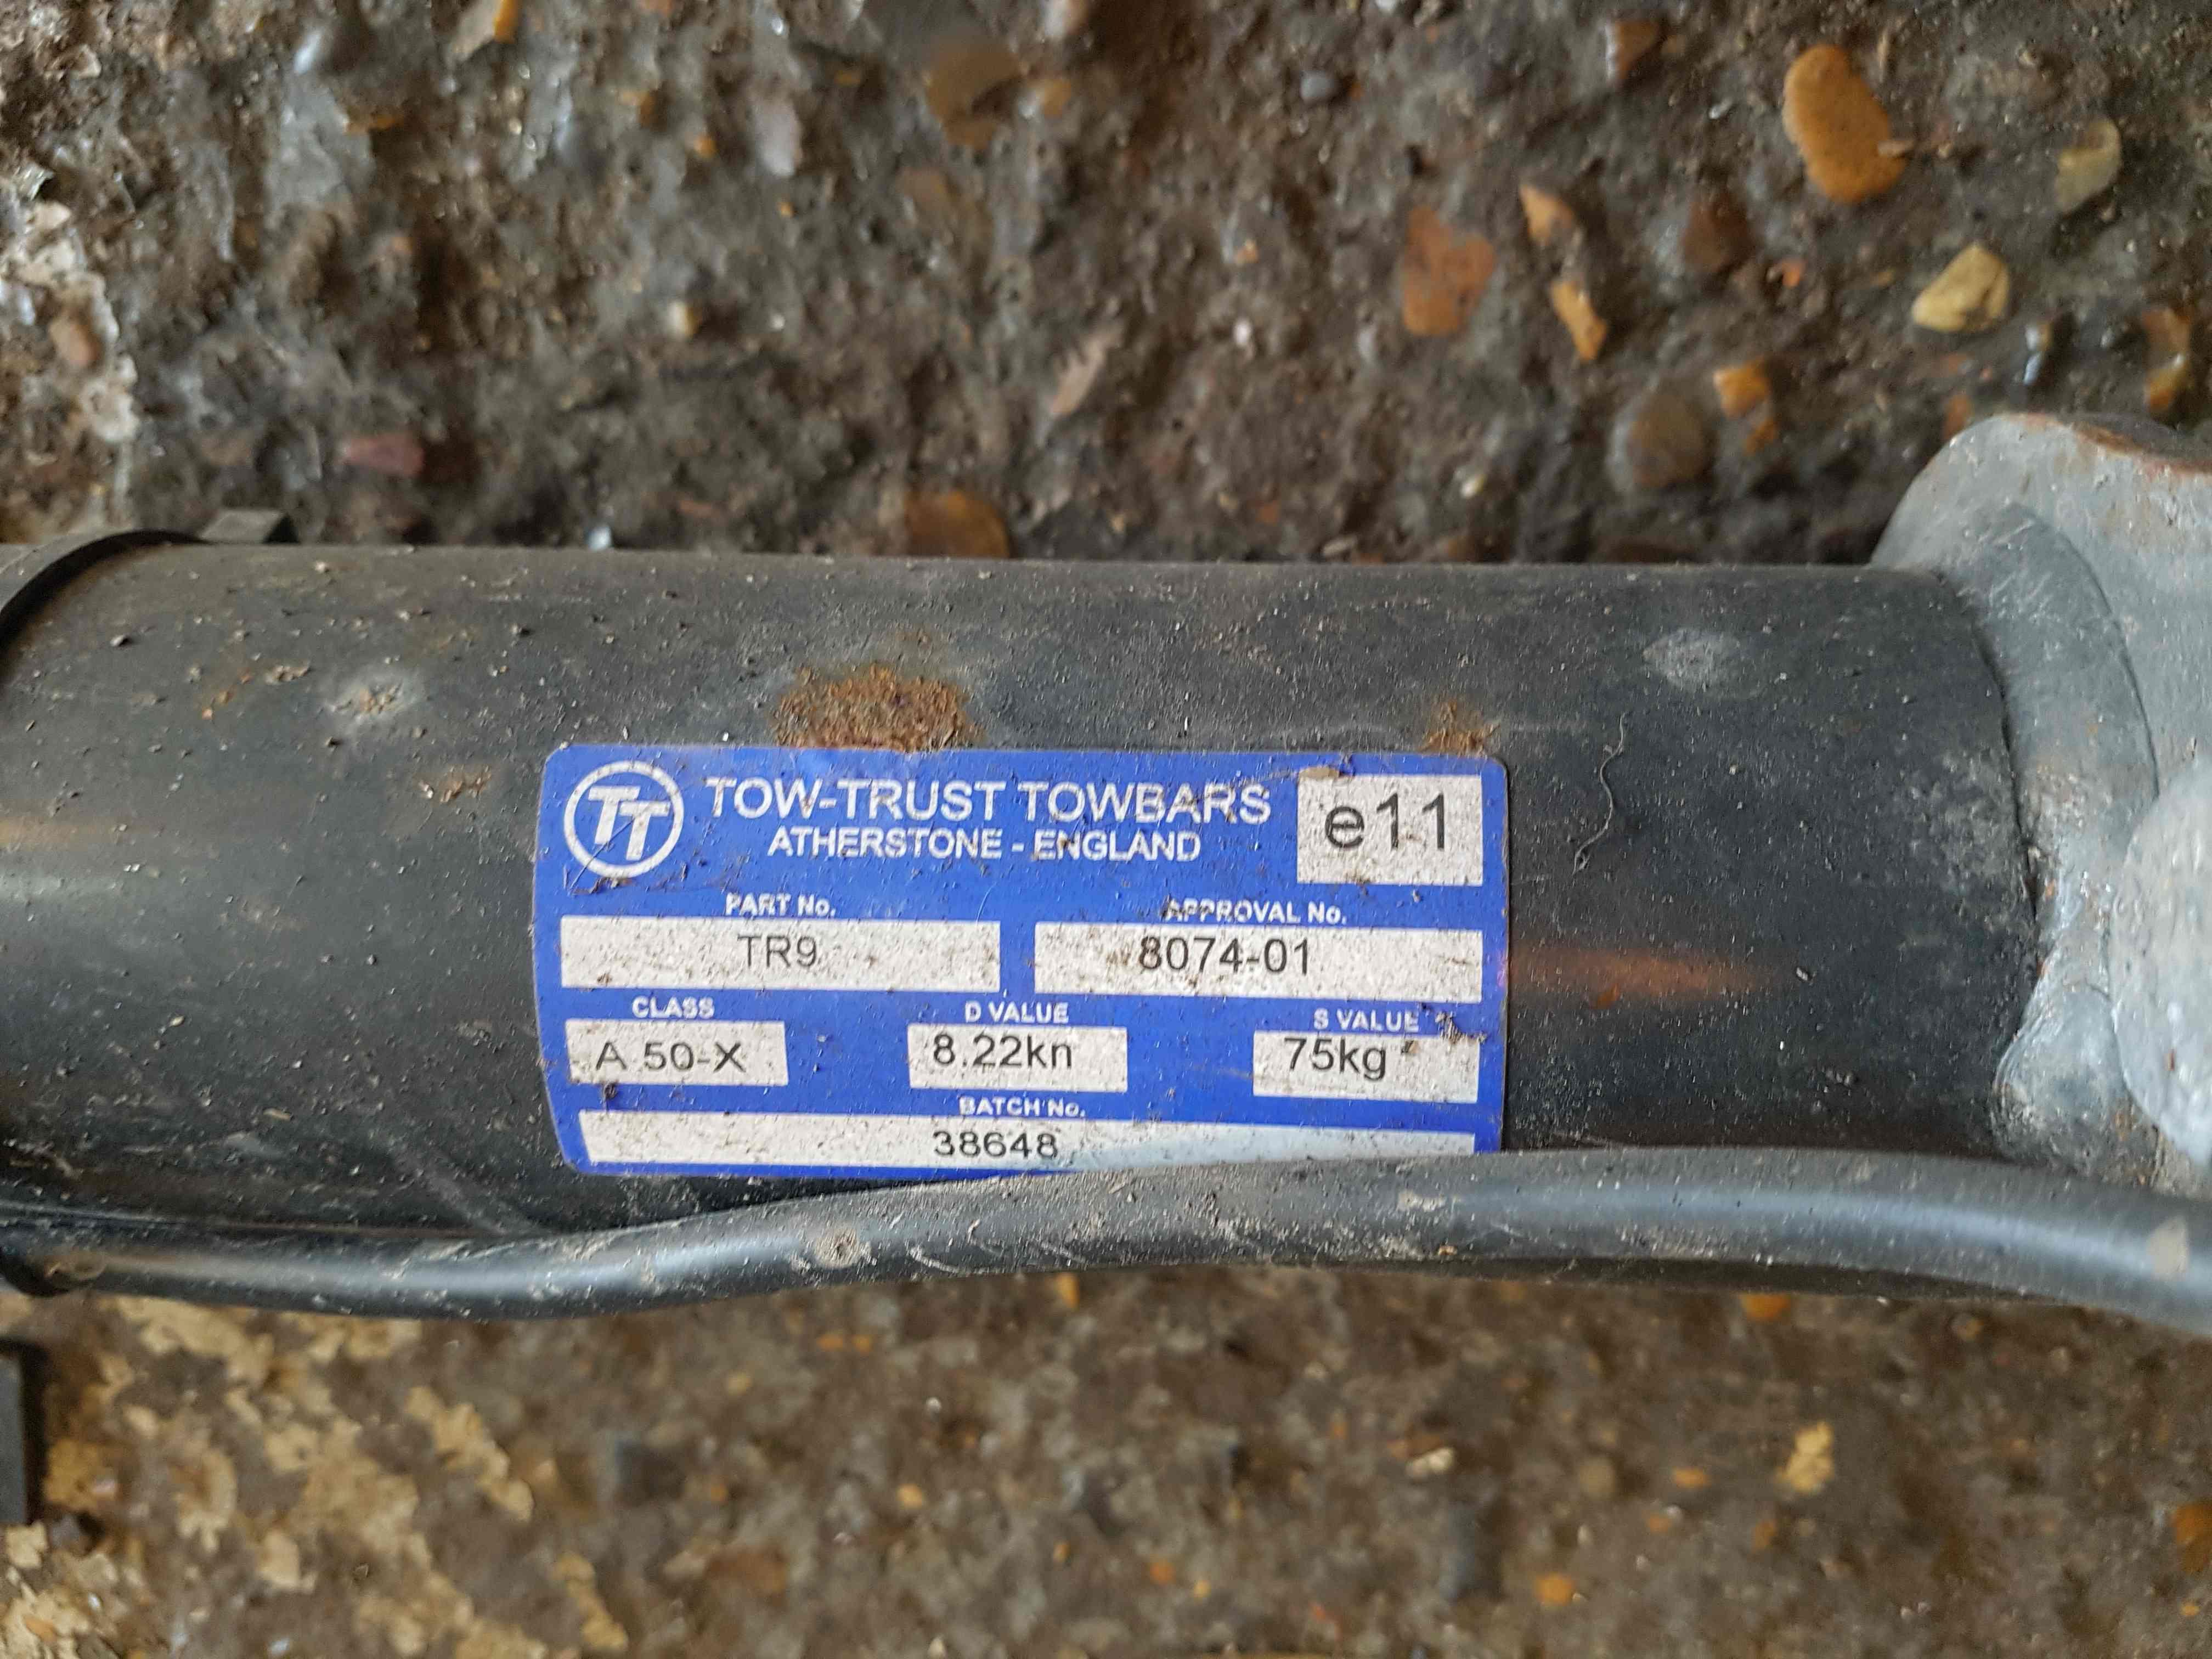 TT TOW-TRUST TOWBARS e11
ATHERSTONE - ENGLAND
PART No. APPROVAL No.
TR9 8074-01
CLASS D VALUE S VALUE
A 50-X 8.22kn 75kg
BATCH No.
38648